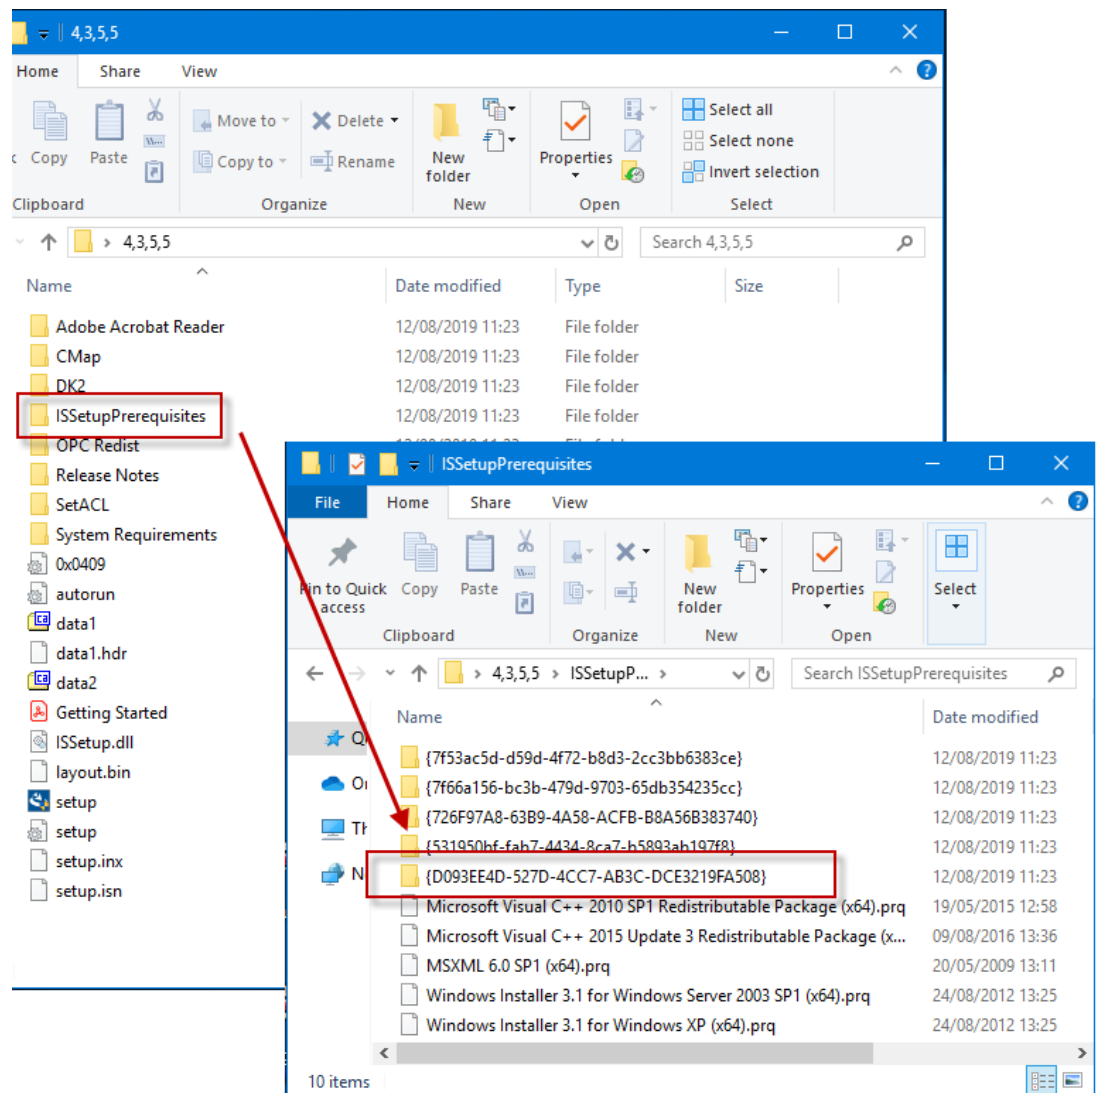 4,3,5,5
Home Share View
Copy Paste
Move to
Copy to
Delete
Rename
New folder
Properties
Select all
Select none
Invert selection
Clipboard Organize New Open Select
4,3,5,5 Search 4,3,5,5
Name Date modified Type Size
Adobe Acrobat Reader 12/08/2019 11:23 File folder
CMap 12/08/2019 11:23 File folder
DK2 12/08/2019 11:23 File folder
ISSetupPrerequisites 12/08/2019 11:23 File folder
OPC Redist
Release Notes
SetACL
System Requirements
0x0409
autorun
data1
data1.hdr
data2
Getting Started
ISSetup.dll
layout.bin
setup
setup
setup.inx
setup.isn
ISSetupPrerequisites
File Home Share View
Pin to Quick access
Copy Paste
New folder
Properties
Select
Clipboard Organize New Open
4,3,5,5 ISSetupP... Search ISSetupPrerequisites
Name Date modified
{7f53ac5d-d59d-4f72-b8d3-2cc3bb6383ce} 12/08/2019 11:23
{7f66a156-bc3b-479d-9703-65db354235cc} 12/08/2019 11:23
{726F97A8-63B9-4A58-ACFB-B8A56B383740} 12/08/2019 11:23
{531950bf-fab7-4434-8ca7-b5893ab197f8} 12/08/2019 11:23
{D093EE4D-527D-4CC7-AB3C-DCE3219FA508} 12/08/2019 11:23
Microsoft Visual C++ 2010 SP1 Redistributable Package (x64).prq 19/05/2015 12:58
Microsoft Visual C++ 2015 Update 3 Redistributable Package (x... 09/08/2016 13:36
MSXML 6.0 SP1 (x64).prq 20/05/2009 13:11
Windows Installer 3.1 for Windows Server 2003 SP1 (x64).prq 24/08/2012 13:25
Windows Installer 3.1 for Windows XP (x64).prq 24/08/2012 13:25
10 items